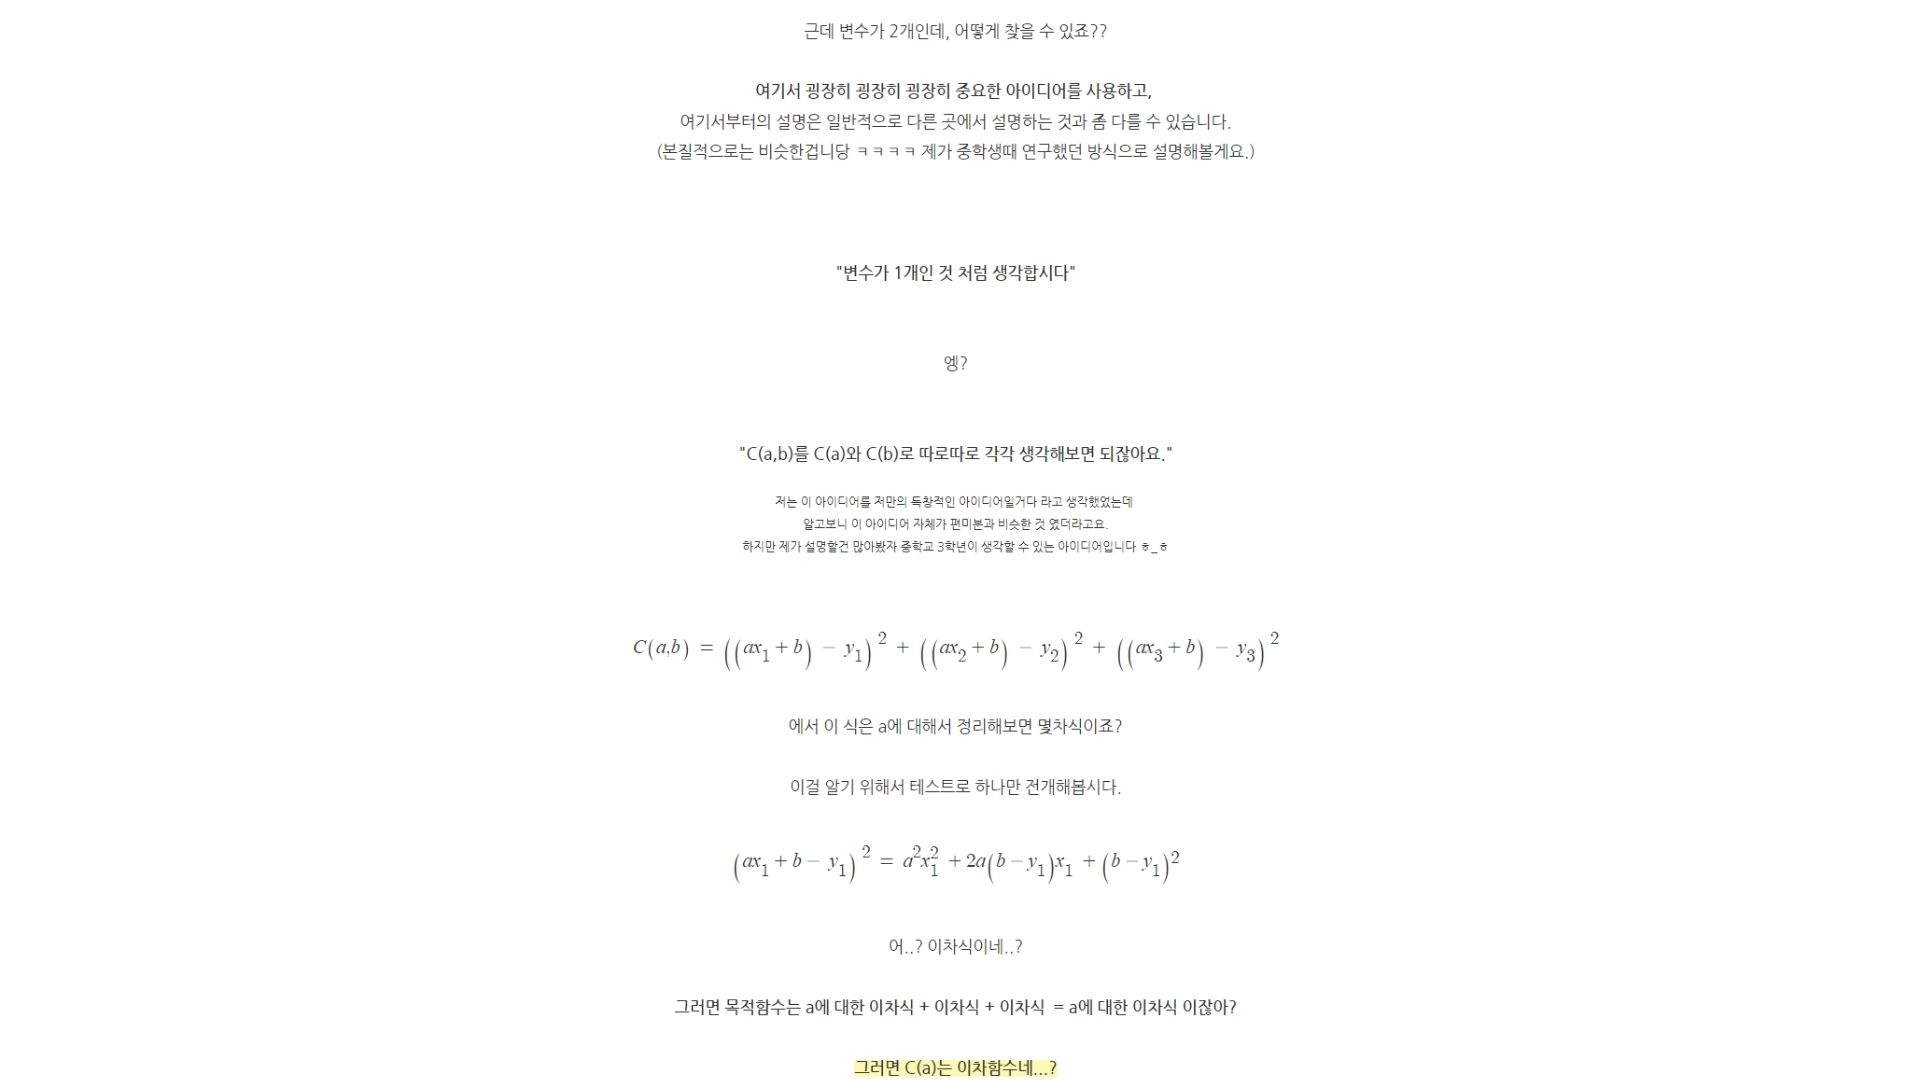 근데 변수가 2개인데, 어떻게 찾을 수 있죠??
여기서 굉장히 굉장히 굉장히 중요한 아이디어를 사용하고,
여기서부터의 설명은 일반적으로 다른 곳에서 설명하는 것과 좀 다를 수 있습니다.
(본질적으로는 비슷한겁니당 ㅋㅋㅋㅋ 제가 중학생때 연구했던 방식으로 설명해볼게요.)
"변수가 1개인 것 처럼 생각합시다"
엥?
"C(a,b)를 C(a)와 C(b)로 따로따로 각각 생각해보면 되잖아요."
저는 이 아이디어를 저만의 독창적인 아이디어일거다 라고 생각했었는데
알고보니 이 아이디어 자체가 편미분과 비슷한 것 였더라고요.
하지만 제가 설명할건 많아봤자 중학교 3학년이 생각할 수 있는 아이디어입니다 ㅎ_ㅎ
C(a,b) = ((ax₁ + b) − y₁)² + ((ax₂ + b) − y₂)² + ((ax₃ + b) − y₃)²
에서 이 식은 a에 대해서 정리해보면 몇차식이죠?
이걸 알기 위해서 테스트로 하나만 전개해봅시다.
(ax₁ + b − y₁)² = a²x₁² + 2a(b − y₁)x₁ + (b − y₁)²
어..? 이차식이네..?
그러면 목적함수는 a에 대한 이차식 + 이차식 + 이차식 = a에 대한 이차식 이잖아?
그러면 C(a)는 이차함수네...?